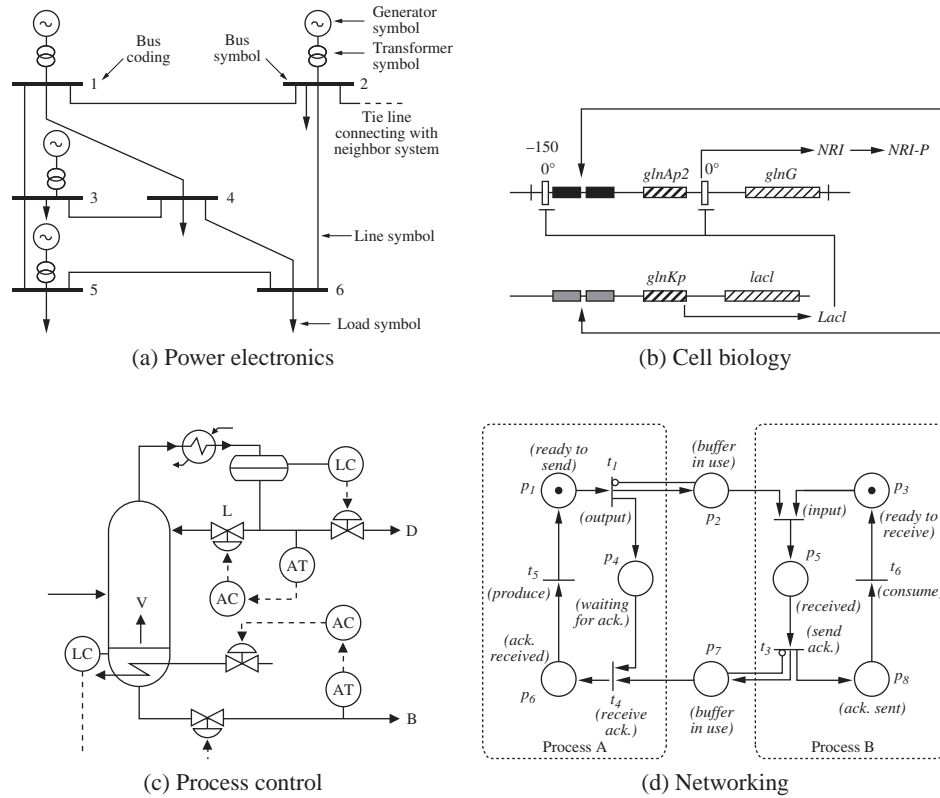 Generator
symbol
Transformer
symbol
Bus
coding
Bus
symbol
1
2
Tie line
connecting with
neighbor system
3
4
Line symbol
5
6
Load symbol
(a) Power electronics
–150
0°
glnAp2
0°
NRI
NRI-P
glnG
glnKp
lacl
Lacl
(b) Cell biology
LC
L
D
AT
AC
V
AC
LC
AT
B
(c) Process control
(ready to
send)
t1
(buffer
in use)
p1
p2
p3
(output)
(input)
(ready to
receive)
p4
p5
t5
(produce)
t6
(consume)
(waiting
for ack.)
(received)
(ack.
received)
(send
ack.)
t3
p7
p6
p8
t4
(receive
ack.)
(buffer
in use)
(ack. sent)
Process A
Process B
(d) Networking